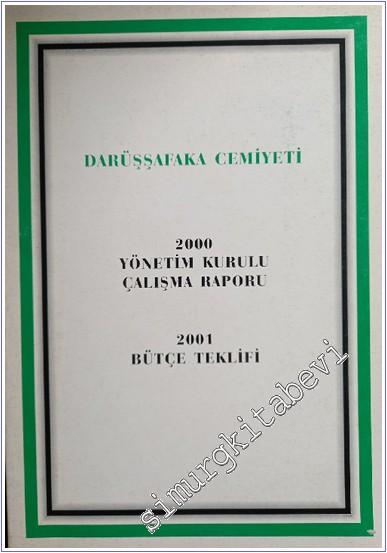 DARÜŞŞAFAKA CEMİYETİ
2000
YÖNETİM KURULU
ÇALIŞMA RAPORU
2001
BÜTÇE TEKLİFİ
simurgkitabevi